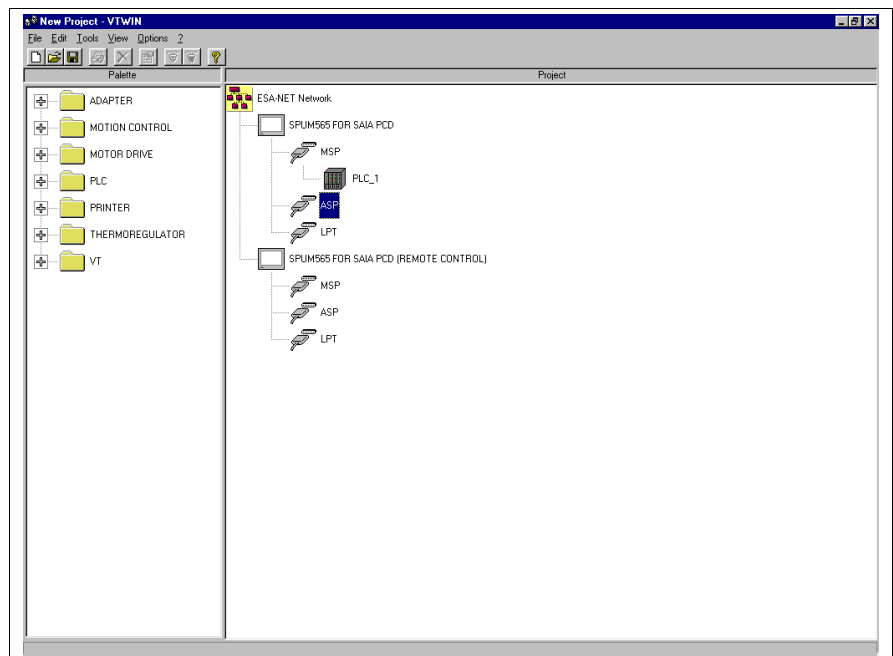 New Project - VTWIN
File Edit Tools View Options ?
Palette
Project
ADAPTER
MOTION CONTROL
MOTOR DRIVE
PLC
PRINTER
THERMOREGULATOR
VT
ESA-NET Network
SPUM565 FOR SAIA PCD
MSP
PLC_1
ASP
LPT
SPUM565 FOR SAIA PCD (REMOTE CONTROL)
MSP
ASP
LPT